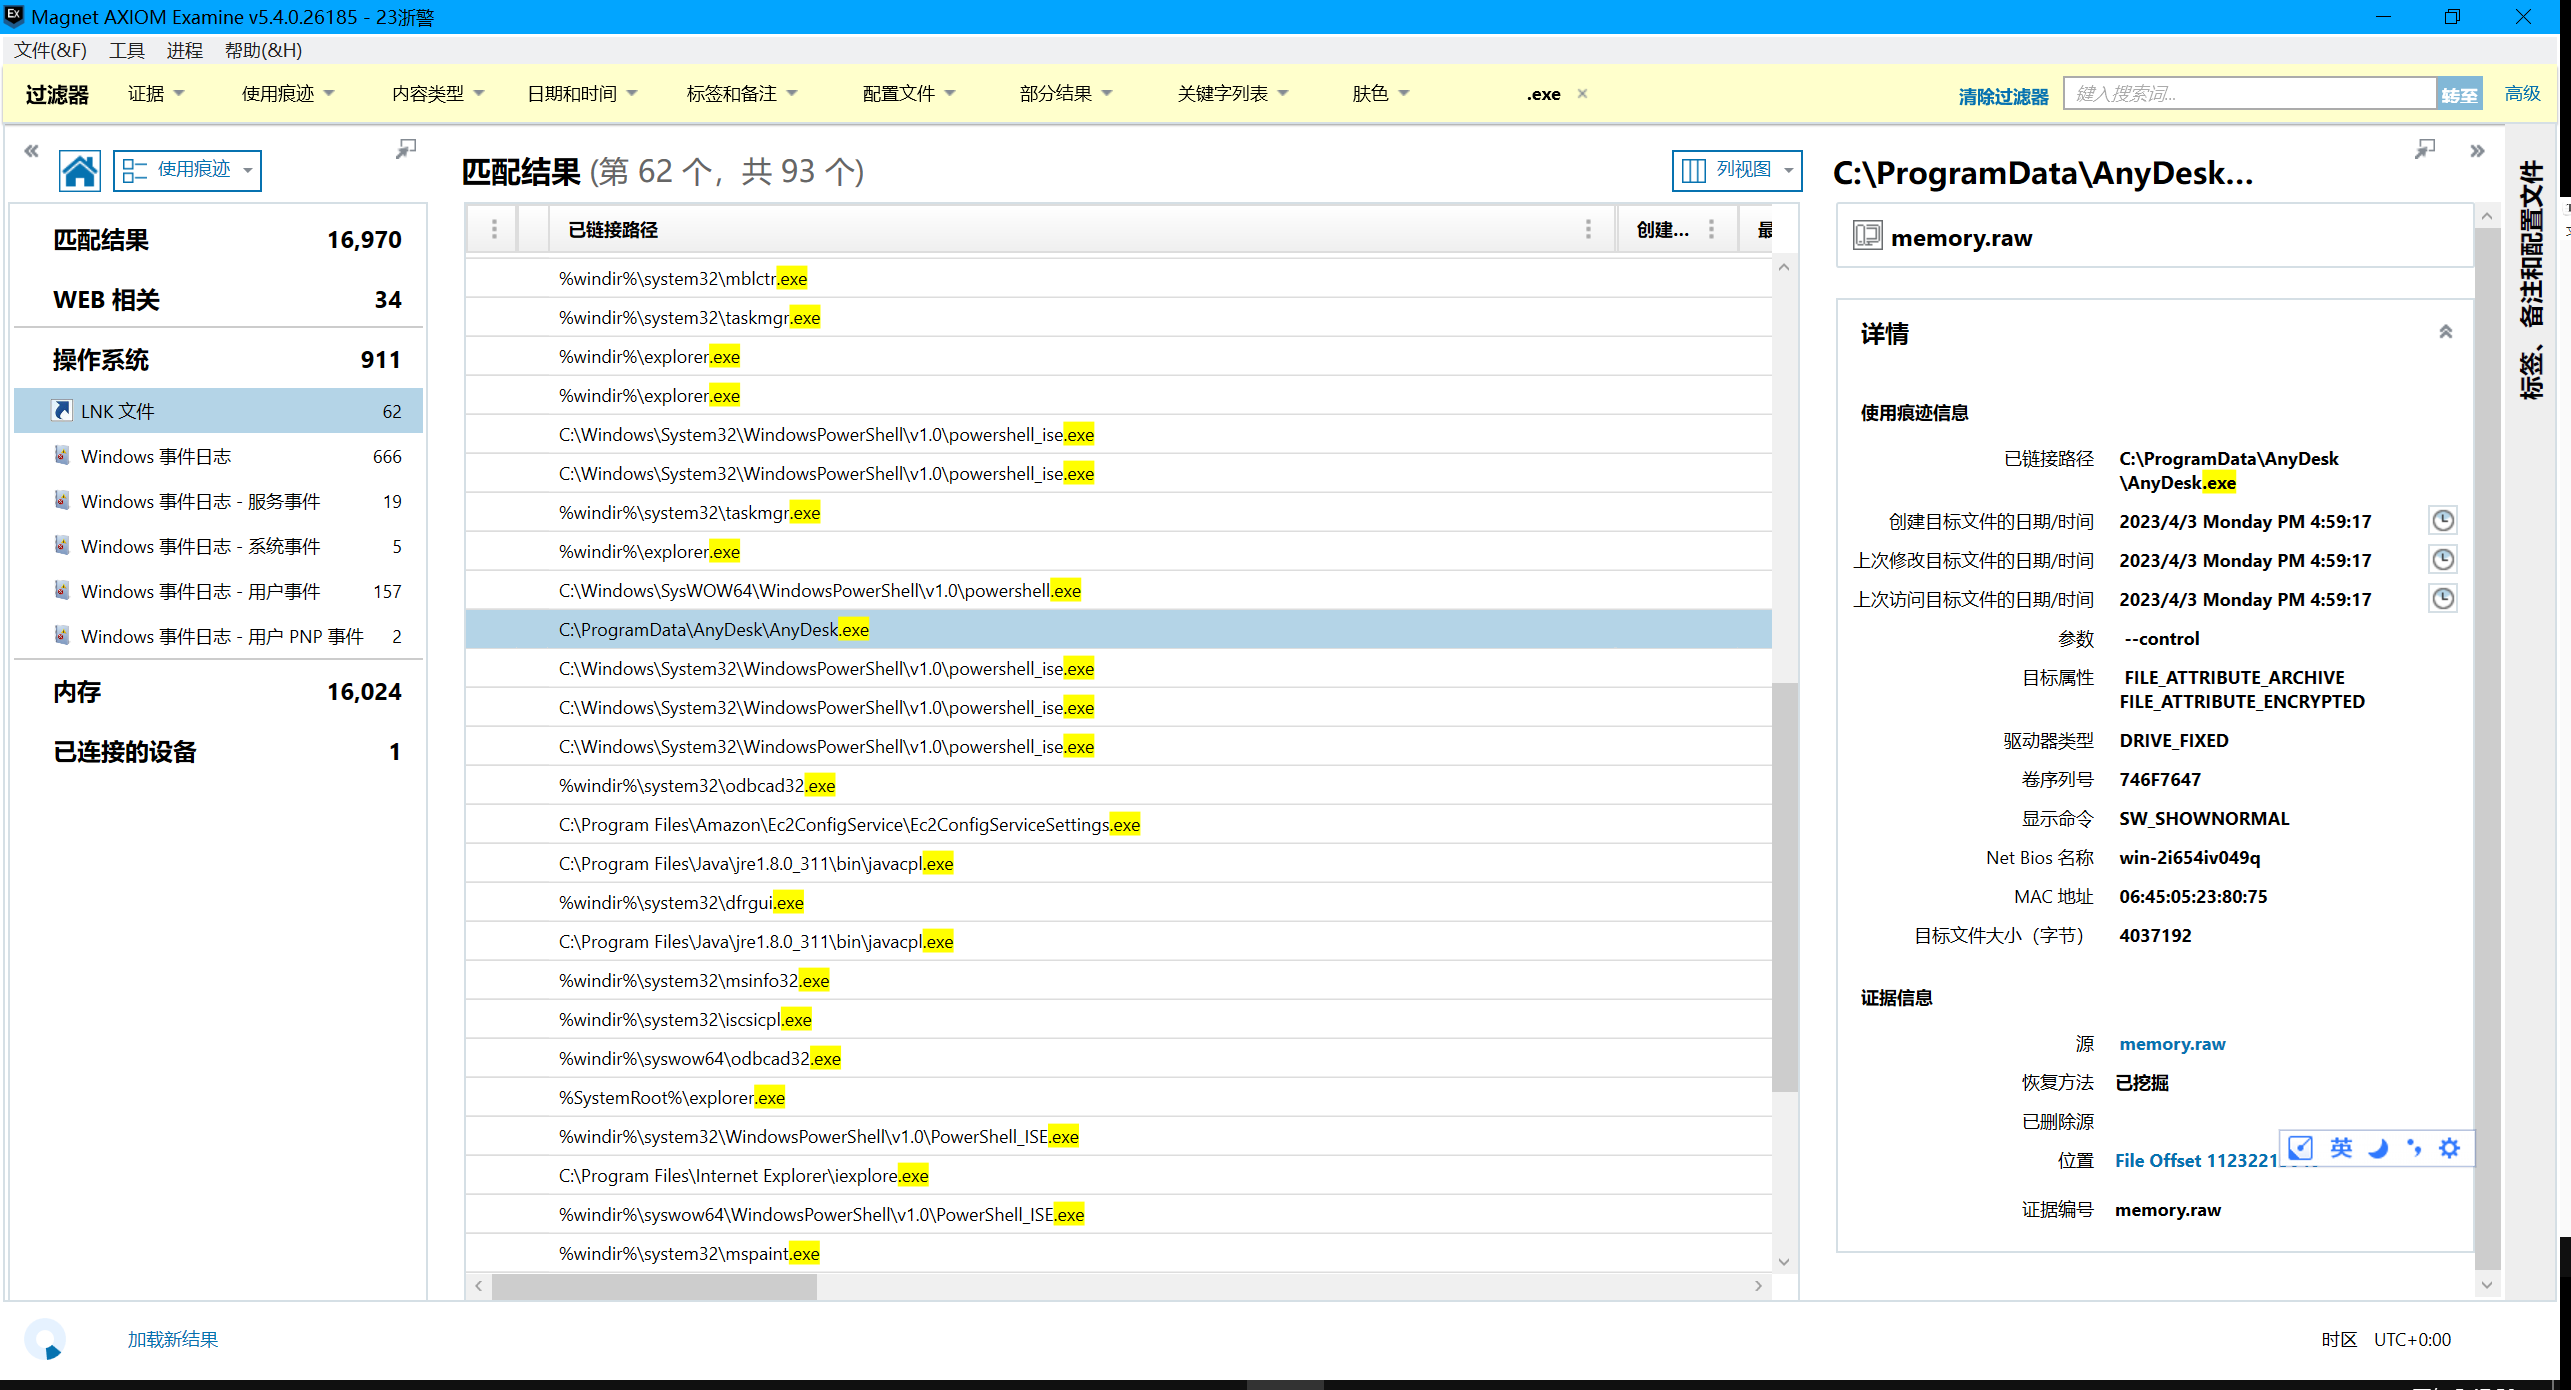 Magnet AXIOM Examine v5.4.0.26185 - 23浙警
文件(&F) 工具 进程 帮助(&H)
过滤器 证据 使用痕迹 内容类型 日期和时间 标签和备注 配置文件 部分结果 关键字列表 肤色 .exe 清除过滤器 键入搜索词... 转至 高级
使用痕迹
匹配结果 16,970
WEB 相关 34
操作系统 911
LNK 文件 62
Windows 事件日志 666
Windows 事件日志 - 服务事件 19
Windows 事件日志 - 系统事件 5
Windows 事件日志 - 用户事件 157
Windows 事件日志 - 用户 PNP 事件 2
内存 16,024
已连接的设备 1
匹配结果 (第 62 个，共 93 个)
列视图
已链接路径 创建... 最
%windir%\system32\mblctr.exe
%windir%\system32\taskmgr.exe
%windir%\explorer.exe
%windir%\explorer.exe
C:\Windows\System32\WindowsPowerShell\v1.0\powershell_ise.exe
C:\Windows\System32\WindowsPowerShell\v1.0\powershell_ise.exe
%windir%\system32\taskmgr.exe
%windir%\explorer.exe
C:\Windows\SysWOW64\WindowsPowerShell\v1.0\powershell.exe
C:\ProgramData\AnyDesk\AnyDesk.exe
C:\Windows\System32\WindowsPowerShell\v1.0\powershell_ise.exe
C:\Windows\System32\WindowsPowerShell\v1.0\powershell_ise.exe
C:\Windows\System32\WindowsPowerShell\v1.0\powershell_ise.exe
%windir%\system32\odbcad32.exe
C:\Program Files\Amazon\Ec2ConfigService\Ec2ConfigServiceSettings.exe
C:\Program Files\Java\jre1.8.0_311\bin\javacpl.exe
%windir%\system32\dfrgui.exe
C:\Program Files\Java\jre1.8.0_311\bin\javacpl.exe
%windir%\system32\msinfo32.exe
%windir%\system32\iscsicpl.exe
%windir%\syswow64\odbcad32.exe
%SystemRoot%\explorer.exe
%windir%\system32\WindowsPowerShell\v1.0\PowerShell_ISE.exe
C:\Program Files\Internet Explorer\iexplore.exe
%windir%\syswow64\WindowsPowerShell\v1.0\PowerShell_ISE.exe
%windir%\system32\mspaint.exe
C:\ProgramData\AnyDesk...
memory.raw
详情
使用痕迹信息
已链接路径 C:\ProgramData\AnyDesk
\AnyDesk.exe
创建目标文件的日期/时间 2023/4/3 Monday PM 4:59:17
上次修改目标文件的日期/时间 2023/4/3 Monday PM 4:59:17
上次访问目标文件的日期/时间 2023/4/3 Monday PM 4:59:17
参数 --control
目标属性 FILE_ATTRIBUTE_ARCHIVE
FILE_ATTRIBUTE_ENCRYPTED
驱动器类型 DRIVE_FIXED
卷序列号 746F7647
显示命令 SW_SHOWNORMAL
Net Bios 名称 win-2i654iv049q
MAC 地址 06:45:05:23:80:75
目标文件大小（字节） 4037192
证据信息
源 memory.raw
恢复方法 已挖掘
已删除源
位置 File Offset 1123221
英
证据编号 memory.raw
标签、备注和配置文件
加载新结果
时区 UTC+0:00